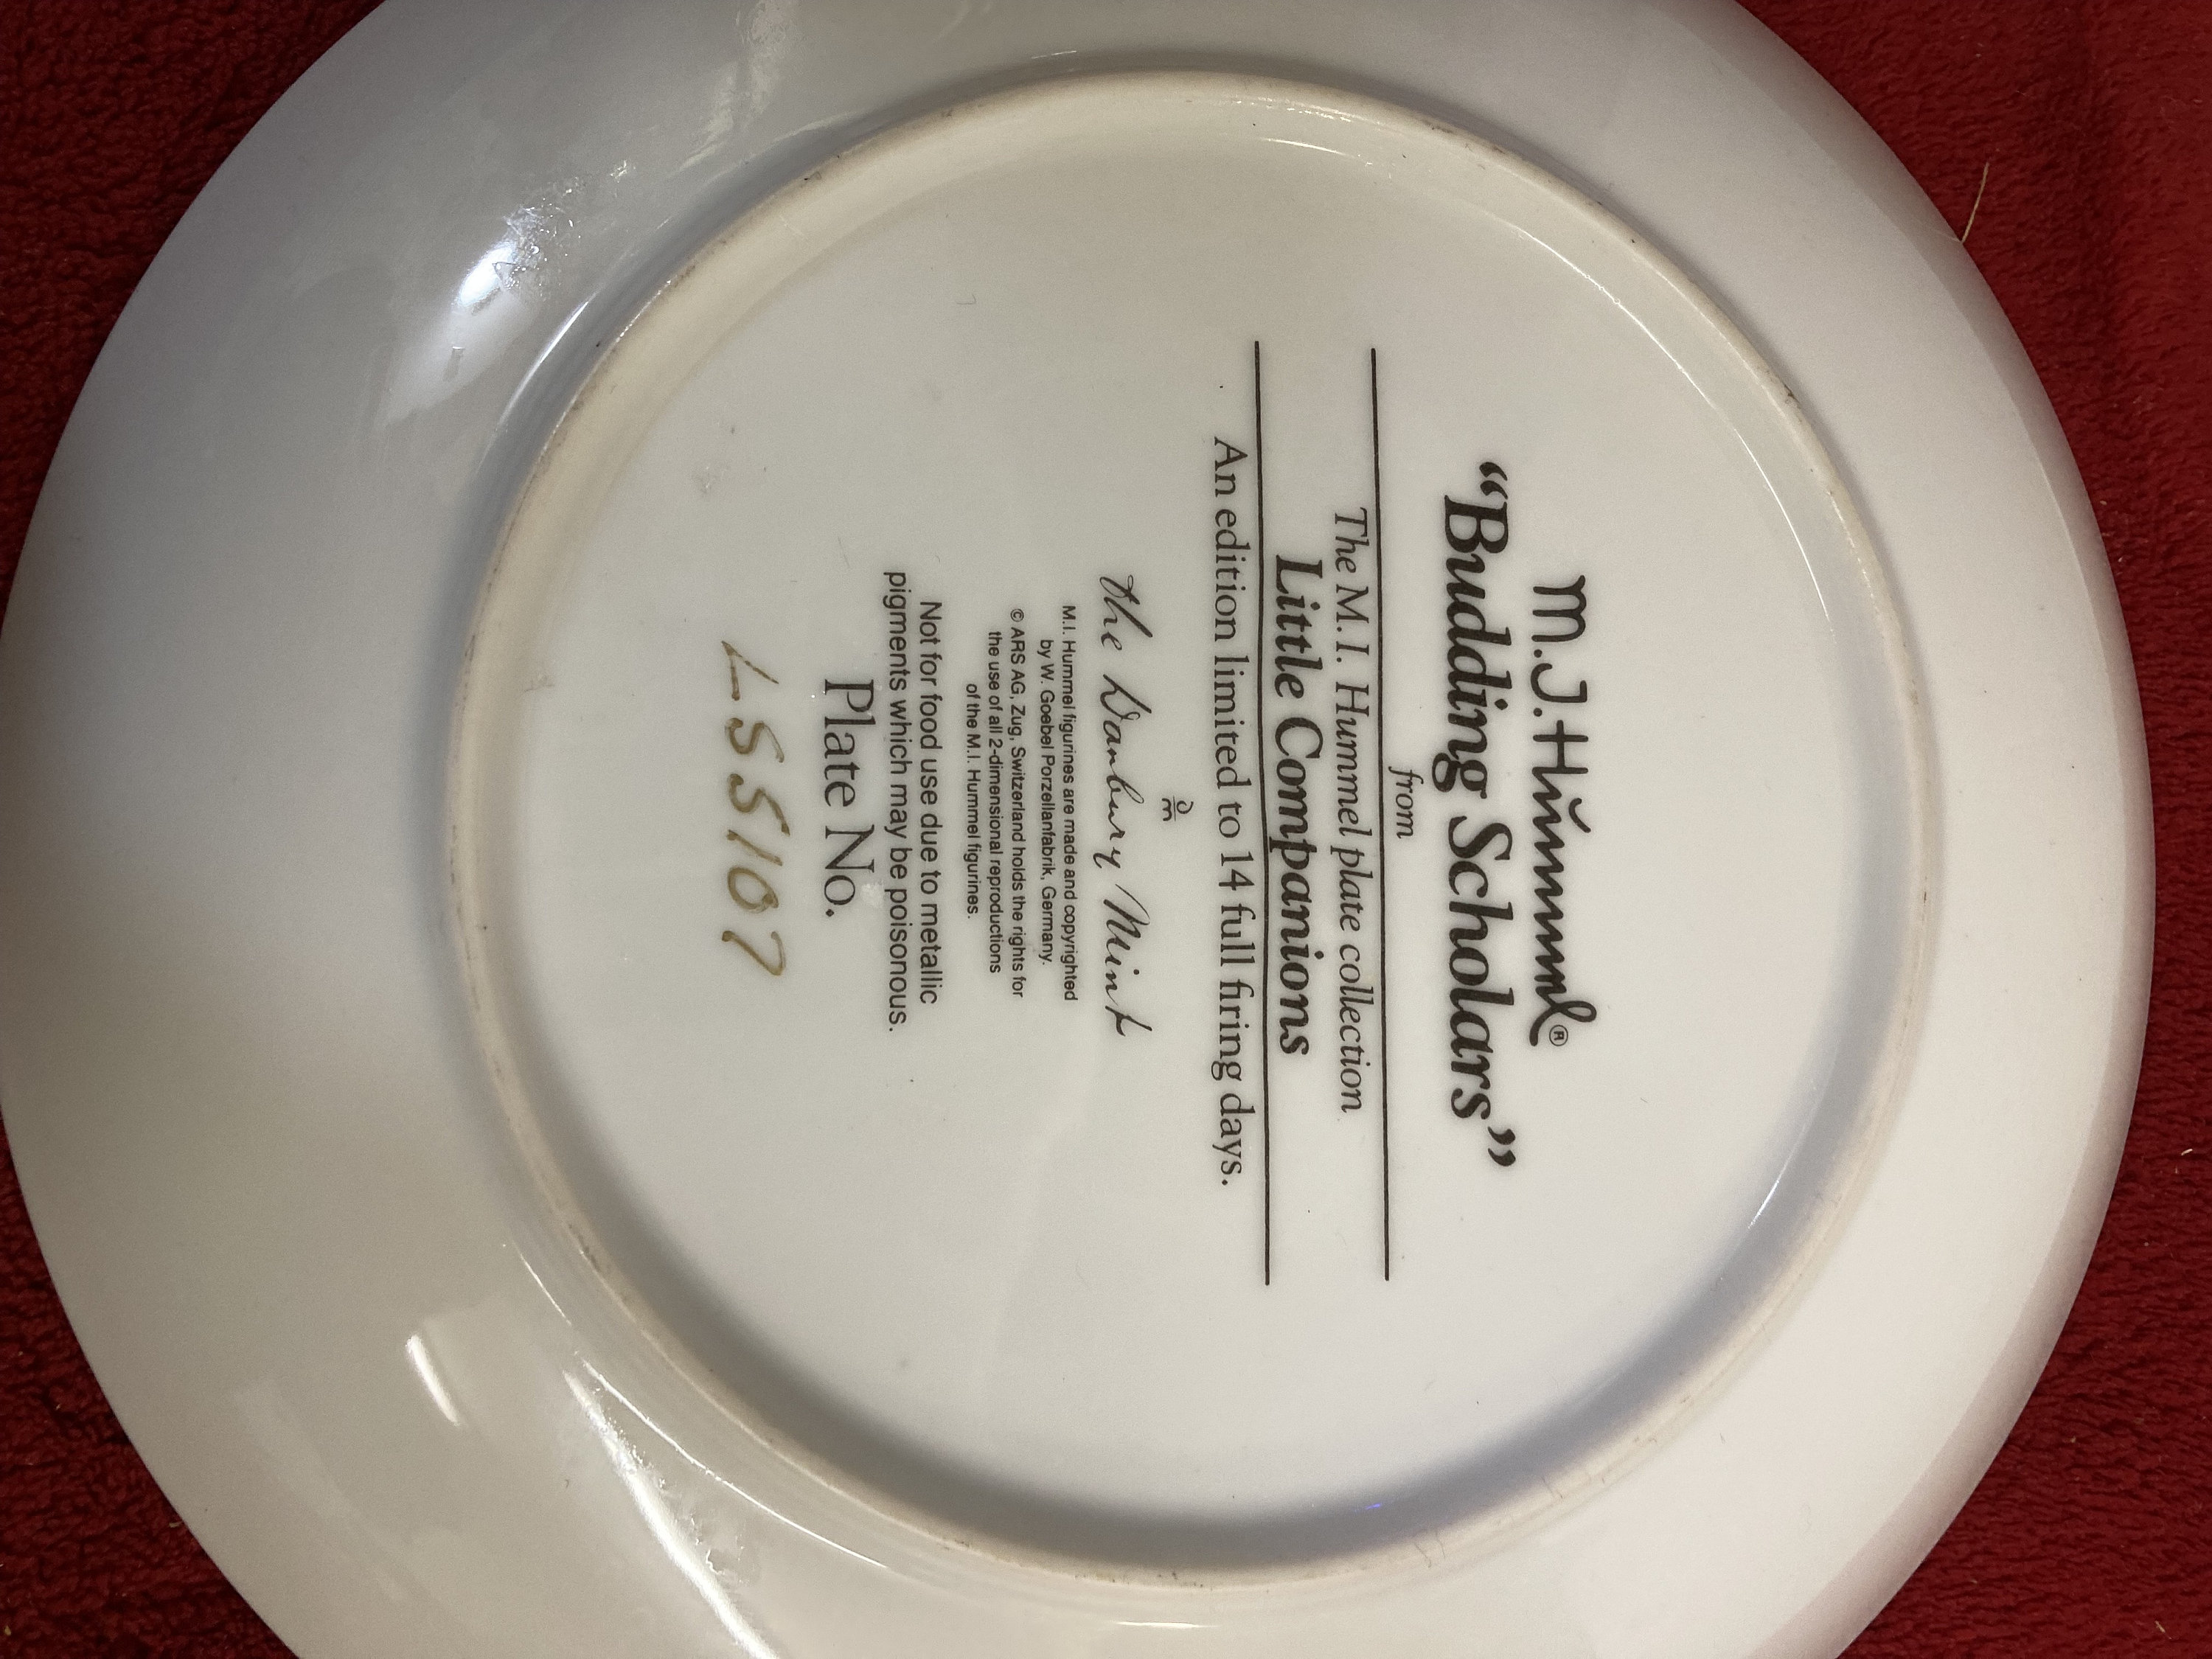 M.J.Hummel®
“Budding Scholars”
from
The M.I. Hummel plate collection
Little Companions
An edition limited to 14 full firing days.
DM
The Danbury Mint
M.I. Hummel figurines are made and copyrighted
by W. Goebel Porzellanfabrik, Germany.
© ARS AG, Zug, Switzerland holds the rights for
the use of all 2-dimensional reproductions
of the M.I. Hummel figurines.
Not for food use due to metallic
pigments which may be poisonous.
Plate No.
LS5107